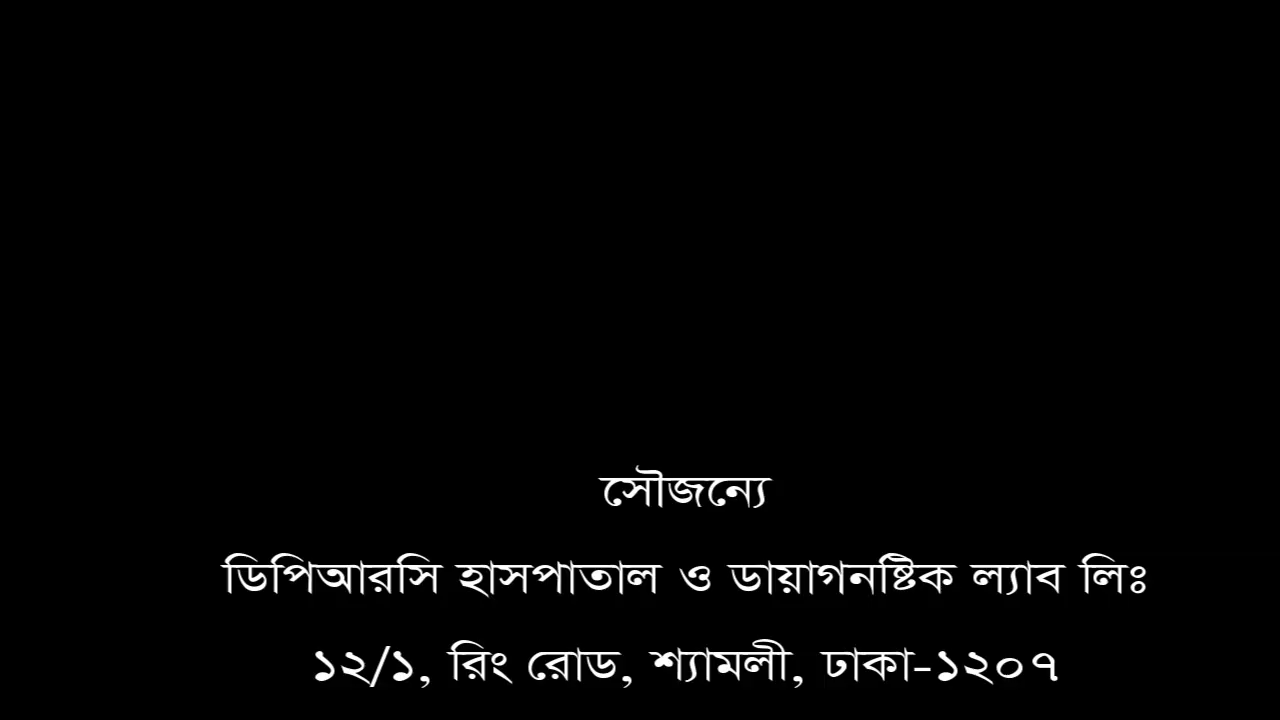 সৌজন্যে
ডিপিআরসি হাসপাতাল ও ডায়াগনষ্টিক ল্যাব লিঃ
১২/১, রিং রোড, শ্যামলী, ঢাকা-১২০৭